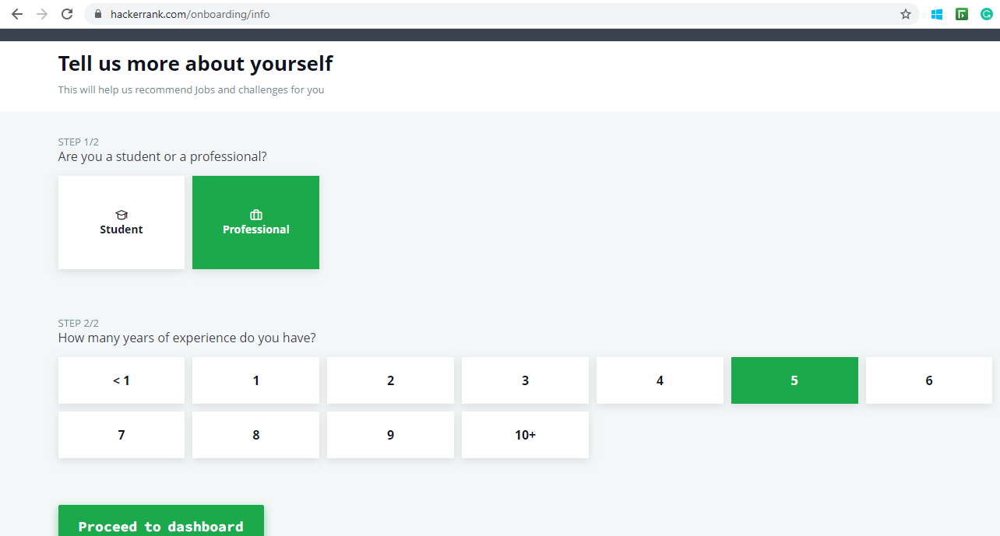 hackerrank.com/onboarding/info
Tell us more about yourself
This will help us recommend Jobs and challenges for you
STEP 1/2
Are you a student or a professional?
Student Professional
STEP 2/2
How many years of experience do you have?
< 1 1 2 3 4 5 6
7 8 9 10+
Proceed to dashboard